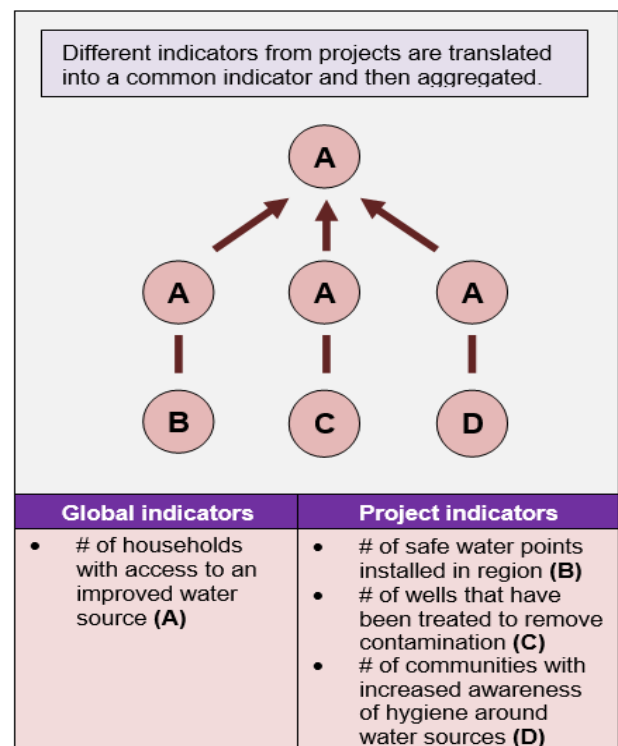 Different indicators from projects are translated
into a common indicator and then aggregated.
A
A A A
B C D
Global indicators Project indicators
• # of households
with access to an
improved water
source (A)
• # of safe water points
installed in region (B)
• # of wells that have
been treated to remove
contamination (C)
• # of communities with
increased awareness
of hygiene around
water sources (D)